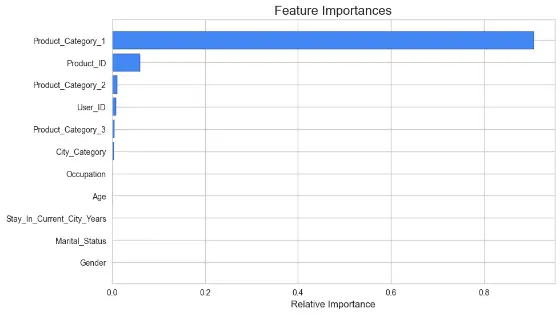 Feature Importances
Product_Category_1
Product_ID
Product_Category_2
User_ID
Product_Category_3
City_Category
Occupation
Age
Stay_In_Current_City_Years
Marital_Status
Gender
0.0 0.2 0.4 0.6 0.8
Relative Importance